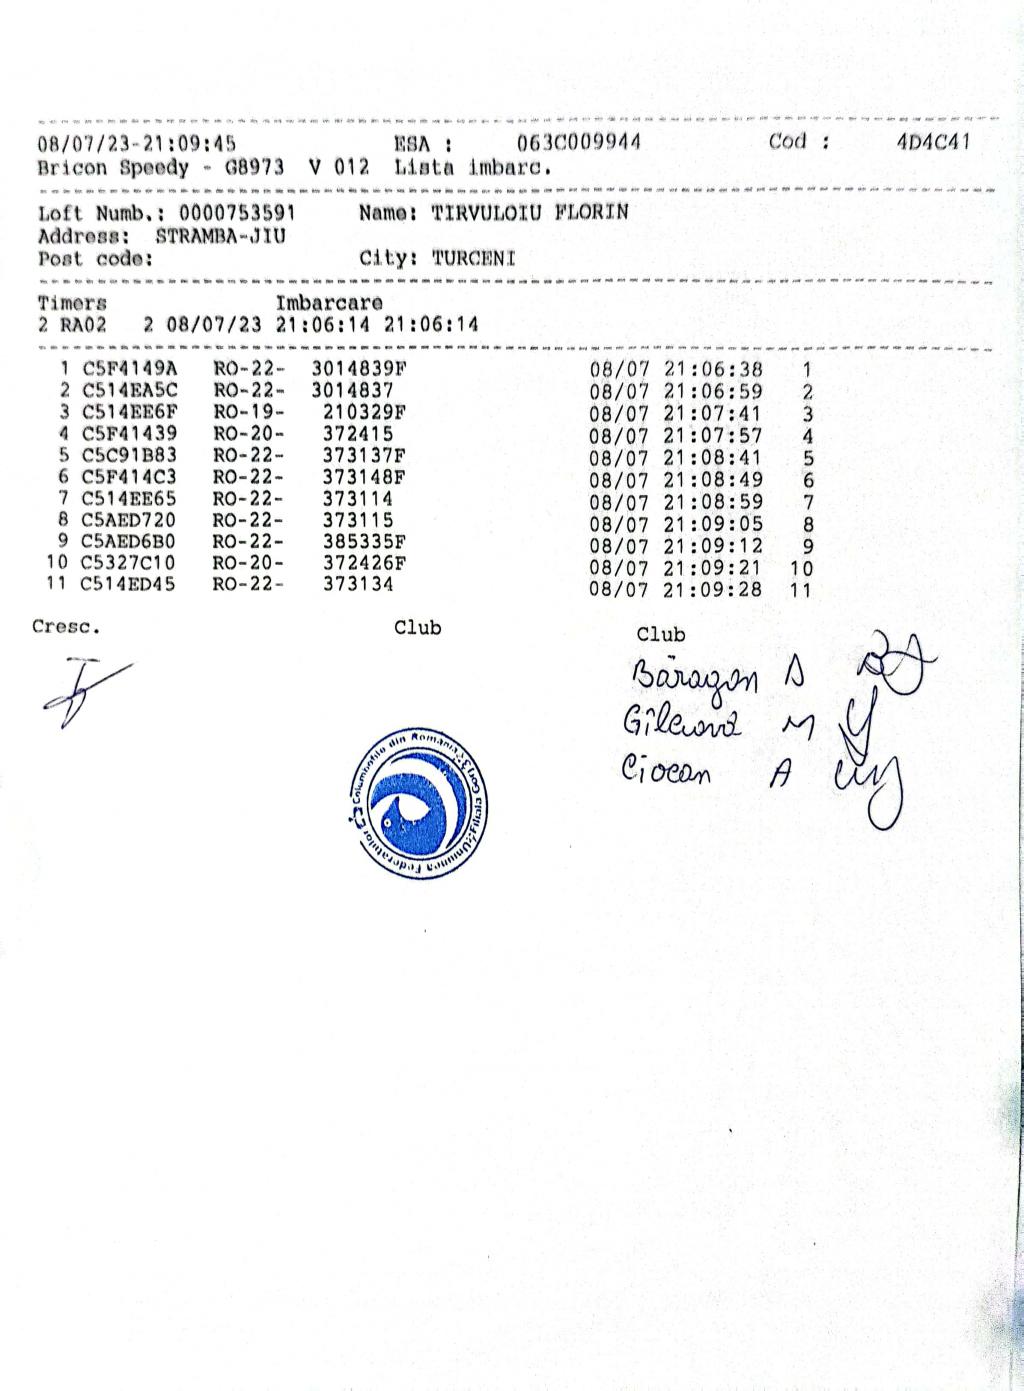 08/07/23-21:09:45 ESA : 063C009944 Cod : 4D4C41
Bricon Speedy - G8973 V 012 Lista imbarc.
Loft Numb.: 0000753591 Name: TIRVULOIU FLORIN
Address: STRAMBA-JIU
Post code: City: TURCENI
Timers Imbarcare
2 RA02 2 08/07/23 21:06:14 21:06:14
1 C5F4149A RO-22- 3014839F 08/07 21:06:38 1
2 C514EA5C RO-22- 3014837 08/07 21:06:59 2
3 C514EE6F RO-19- 210329F 08/07 21:07:41 3
4 C5F41439 RO-20- 372415 08/07 21:07:57 4
5 C5C91B83 RO-22- 373137F 08/07 21:08:41 5
6 C5F414C3 RO-22- 373148F 08/07 21:08:49 6
7 C514EE65 RO-22- 373114 08/07 21:08:59 7
8 C5AED720 RO-22- 373115 08/07 21:09:05 8
9 C5AED6B0 RO-22- 385335F 08/07 21:09:12 9
10 C5327C10 RO-20- 372426F 08/07 21:09:21 10
11 C514ED45 RO-22- 373134 08/07 21:09:28 11
Cresc. Club Club
Băragan A
M
Ciocan A
Uniunea Federatiilor Columbofile din România Filiala Gorj